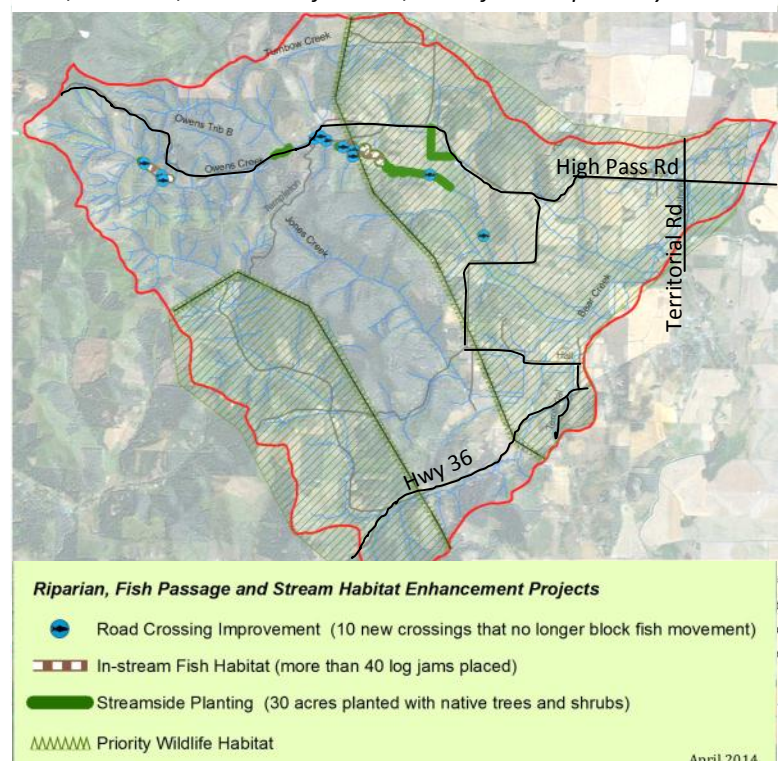 Turnbow Creek
Owens Trib B
Owens Creek
High Pass Rd
Templeton
Jones Creek
Territorial Rd
Bear Creek
Hall
Hwy 36
Riparian, Fish Passage and Stream Habitat Enhancement Projects
Road Crossing Improvement (10 new crossings that no longer block fish movement)
In-stream Fish Habitat (more than 40 log jams placed)
Streamside Planting (30 acres planted with native trees and shrubs)
Priority Wildlife Habitat
April 2014